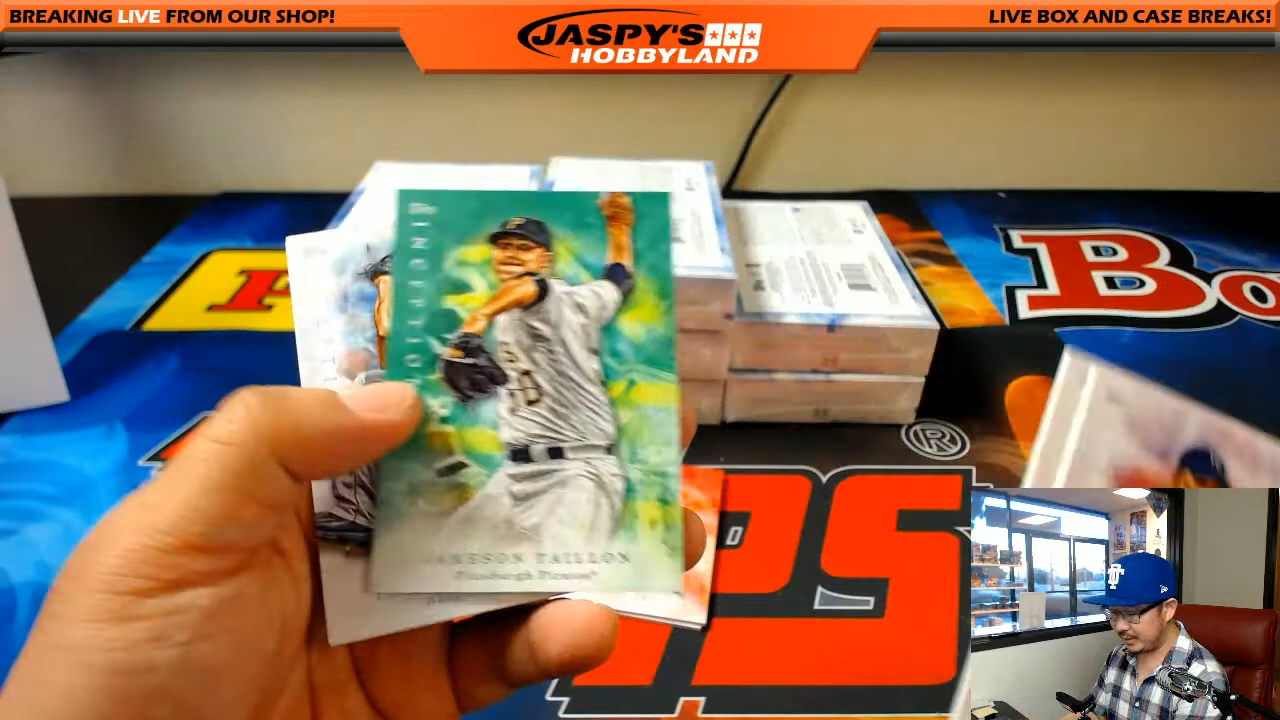 BREAKING LIVE FROM OUR SHOP!
JASPY'S
HOBBYLAND
LIVE BOX AND CASE BREAKS!
P
Bo
®
INCEPTION
JAMESON TAILLON
Pittsburgh Pirates®
PS